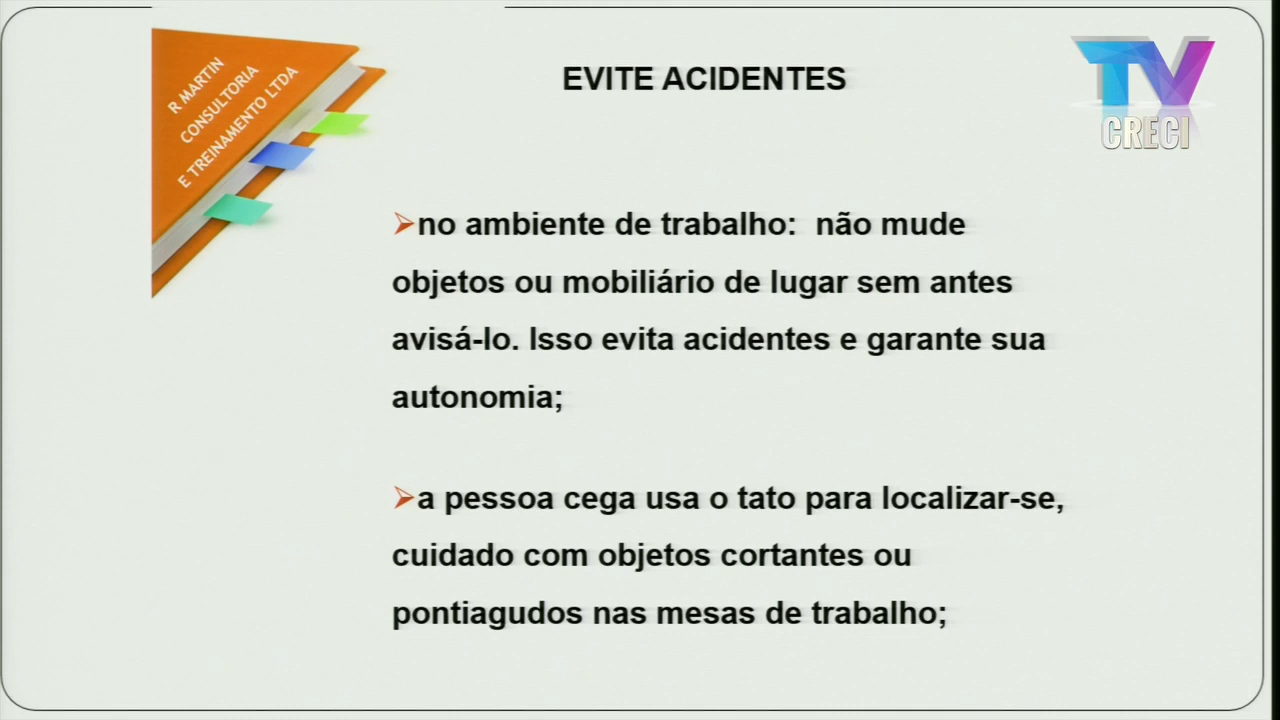 R MARTIN
CONSULTORIA
E TREINAMENTO LTDA
EVITE ACIDENTES
TV
CRECI
➢no ambiente de trabalho:  não mude
objetos ou mobiliário de lugar sem antes
avisá-lo. Isso evita acidentes e garante sua
autonomia;
➢a pessoa cega usa o tato para localizar-se,
cuidado com objetos cortantes ou
pontiagudos nas mesas de trabalho;